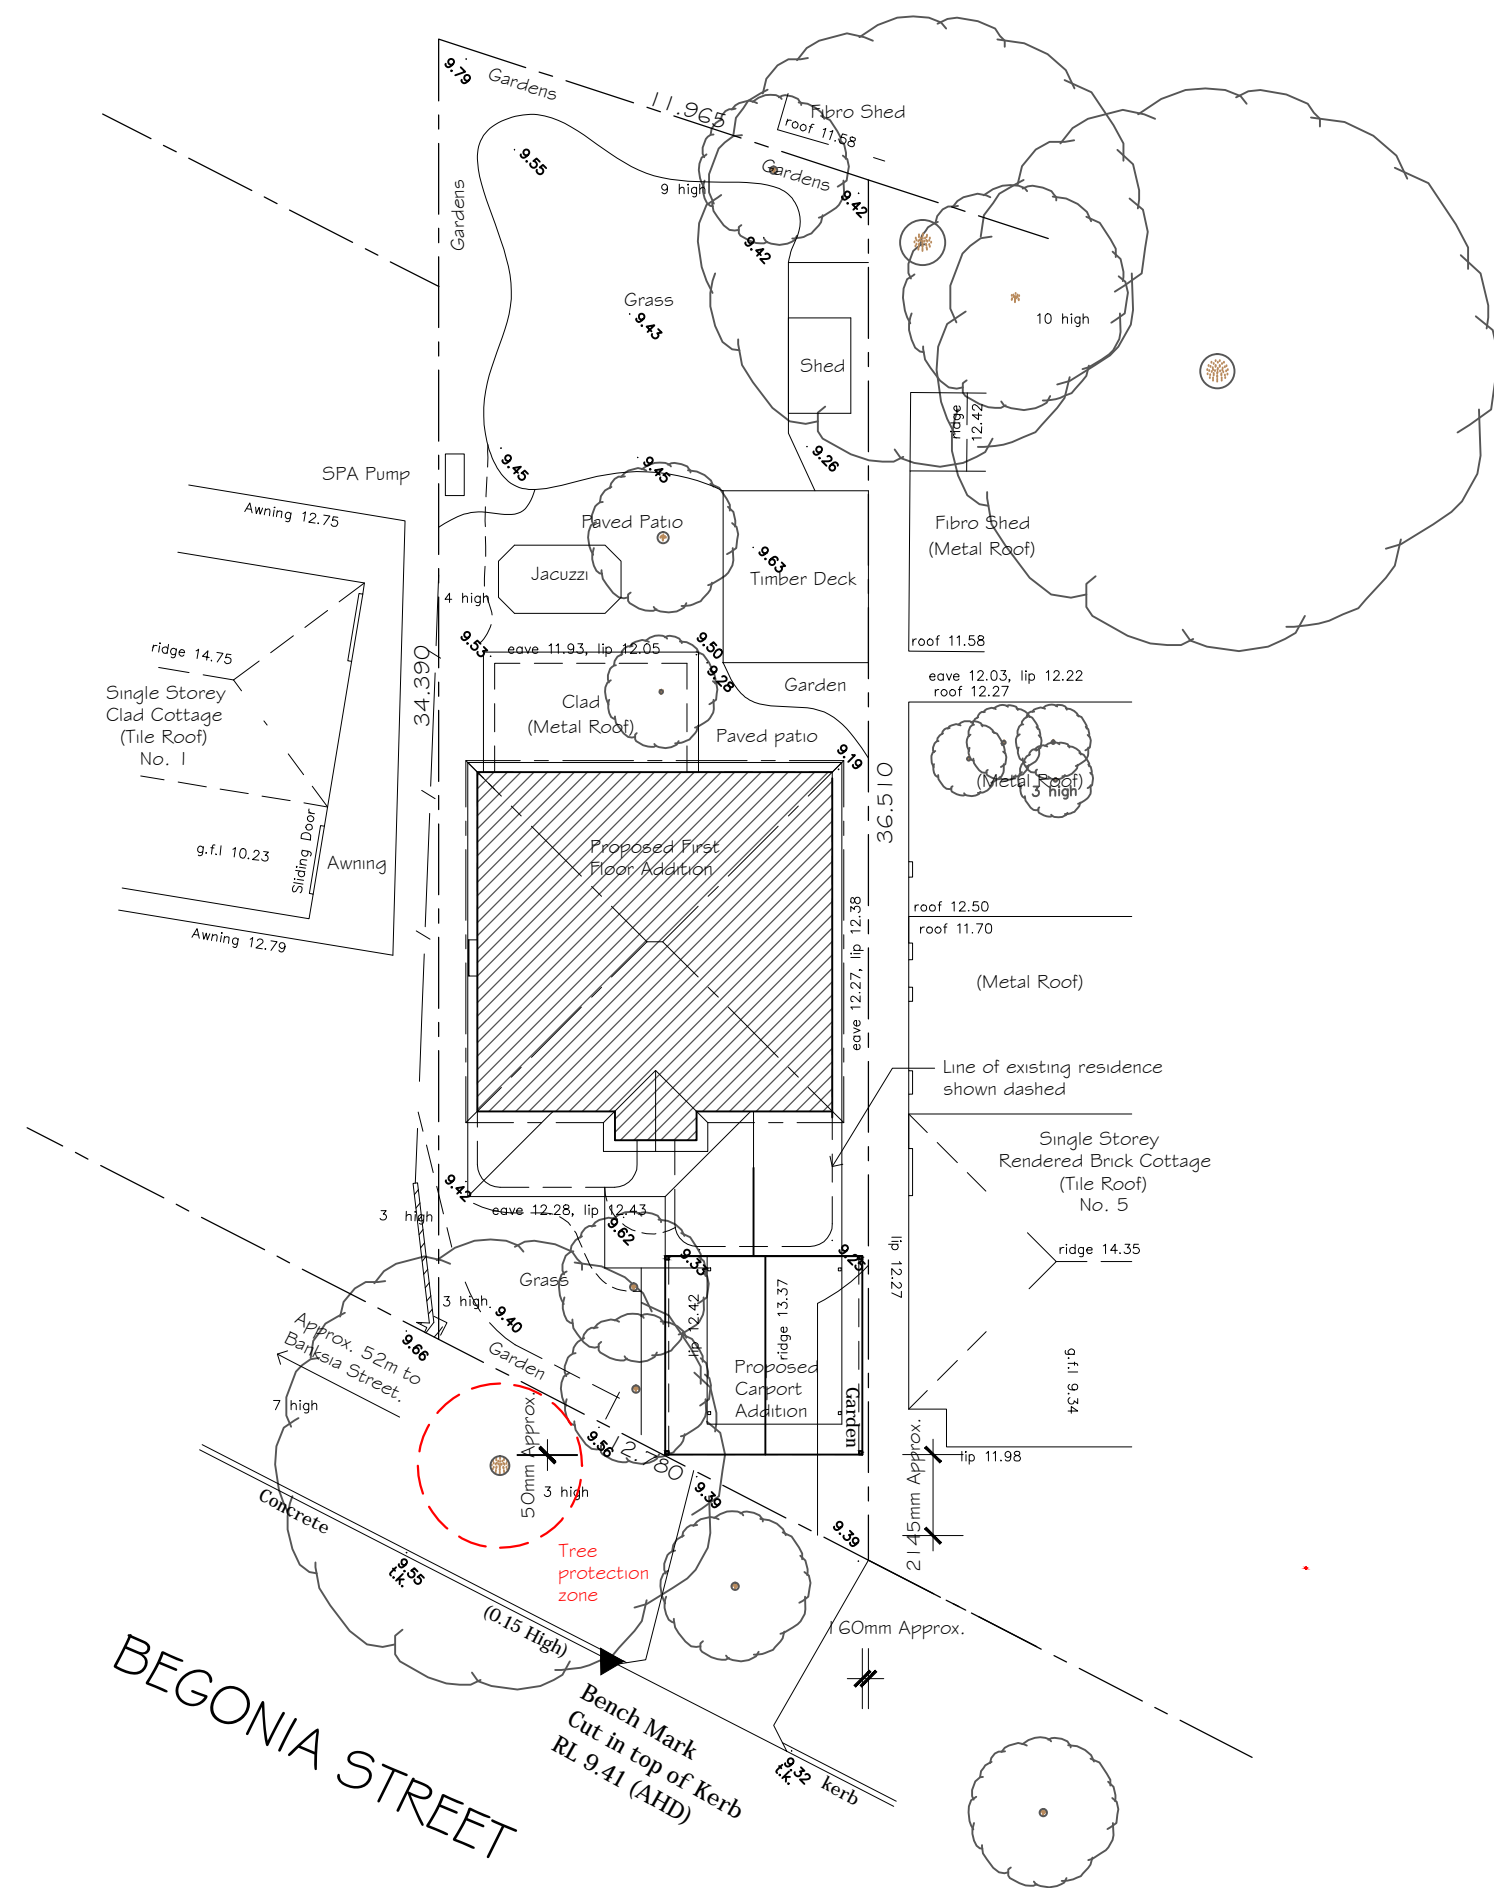 9.79
Gardens
11.965
Fibro Shed
roof 11.58
9.55
Gardens
9 high
Gardens
9.42
9.42
Grass
9.43
10 high
Shed
ridge
12.42
SPA Pump
9.45
9.45
9.26
Awning 12.75
Paved Patio
Fibro Shed
(Metal Roof)
Jacuzzi
9.63
Timber Deck
4 high
34.390
9.53
eave 11.93, lip 12.05
9.50
9.28
roof 11.58
ridge 14.75
Single Storey
Clad Cottage
(Tile Roof)
No. 1
Clad
(Metal Roof)
Garden
Paved patio
eave 12.03, lip 12.22
roof 12.27
9.19
36.510
(Metal Roof)
3 high
Sliding Door
g.f.l 10.23
Awning
Proposed First
Floor Addition
Awning 12.79
eave 12.27, lip 12.38
roof 12.50
roof 11.70
(Metal Roof)
Line of existing residence
shown dashed
Single Storey
Rendered Brick Cottage
(Tile Roof)
No. 5
9.42
eave 12.28, lip 12.43
9.62
3 high
9.33
9.25
lip 12.27
ridge 14.35
Grass
3 high
9.40
lip 12.42
ridge 13.37
Approx. 52m to
Banksia Street.
9.66
Garden
Proposed
Carport
Addition
Garden
g.f.l 9.34
7 high
50mm Approx.
9.56
12.780
3 high
9.39
2145mm Approx.
lip 11.98
Concrete
9.39
9.55
t.k.
Tree
protection
zone
(0.15 High)
160mm Approx.
BEGONIA STREET
Bench Mark
Cut in top of Kerb
RL 9.41 (AHD)
9.32
t.k.
kerb